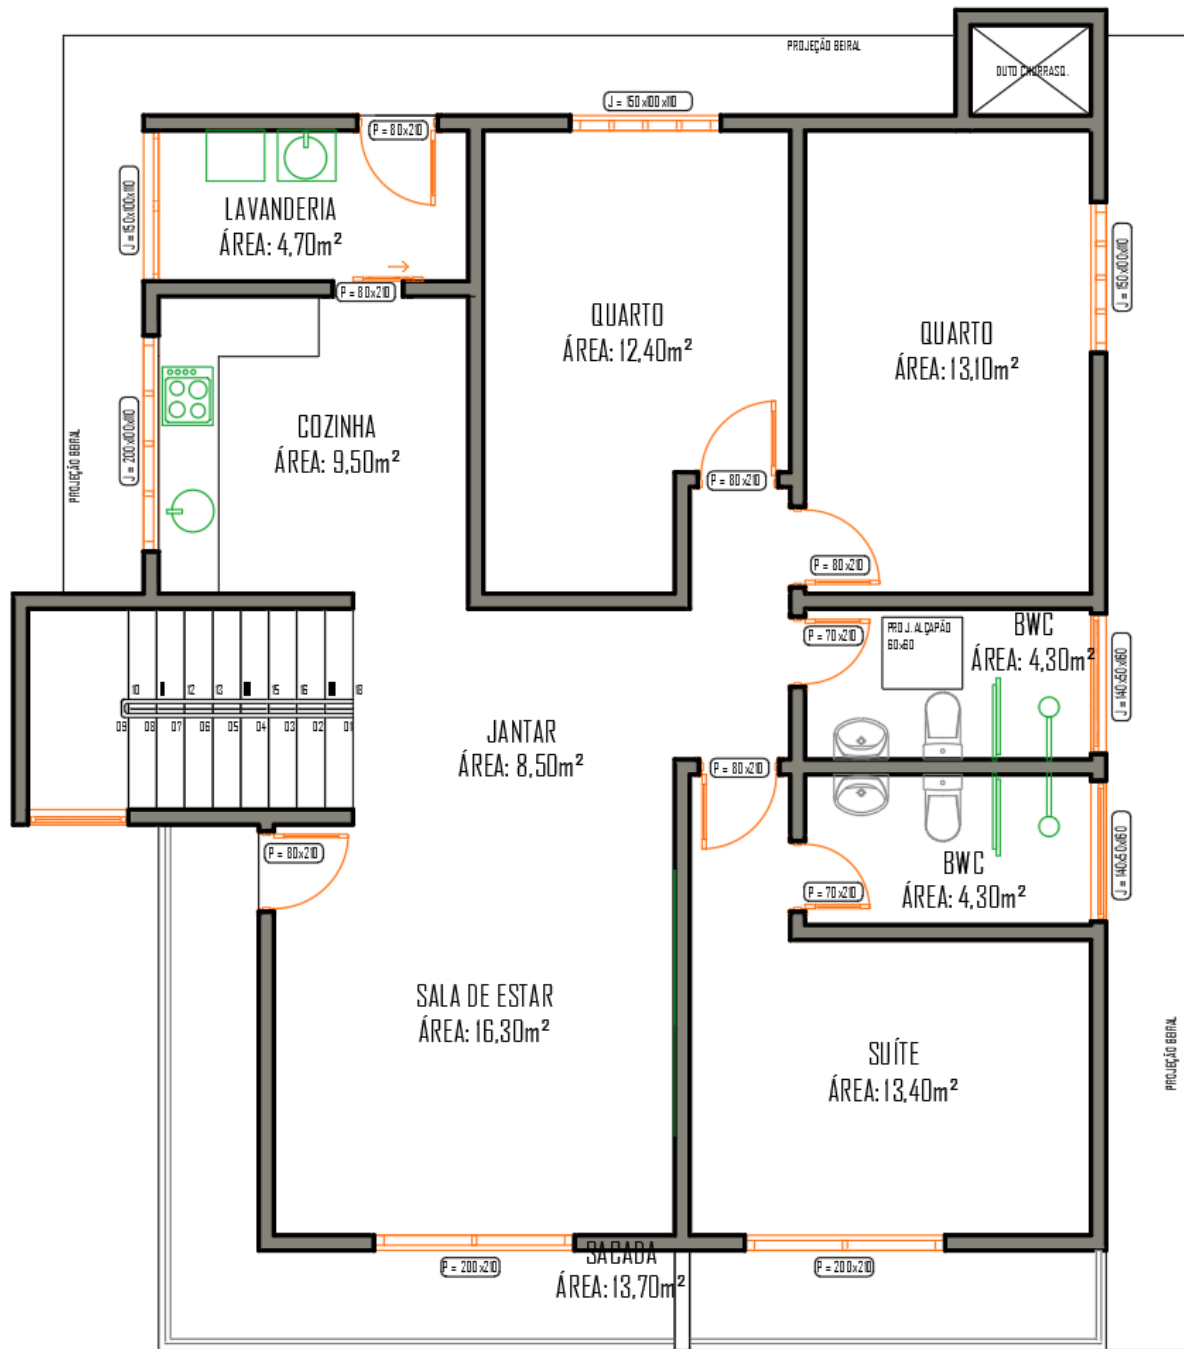 PROJEÇÃO BEIRAL
DUTO CHURRASQ.
J = 150x100x110
P = 80x210
J = 150x100x110
LAVANDERIA
ÁREA: 4,70m²
P = 80x210
J = 150x100x110
QUARTO
ÁREA: 12,40m²
QUARTO
ÁREA: 13,10m²
COZINHA
ÁREA: 9,50m²
J = 200x100x110
PROJEÇÃO BEIRAL
P = 80x210
P = 80x210
P = 70x210
PROJ. ALÇAPÃO
60x60
BWC
ÁREA: 4,30m²
J = 140x50x160
10 12 13 15 16 18
09 08 07 06 05 04 03 02 01
JANTAR
ÁREA: 8,50m²
P = 80x210
P = 80x210
BWC
ÁREA: 4,30m²
P = 70x210
J = 140x50x160
SALA DE ESTAR
ÁREA: 16,30m²
SUÍTE
ÁREA: 13,40m²
PROJEÇÃO BEIRAL
P = 200x210
SACADA
ÁREA: 13,70m²
P = 200x210